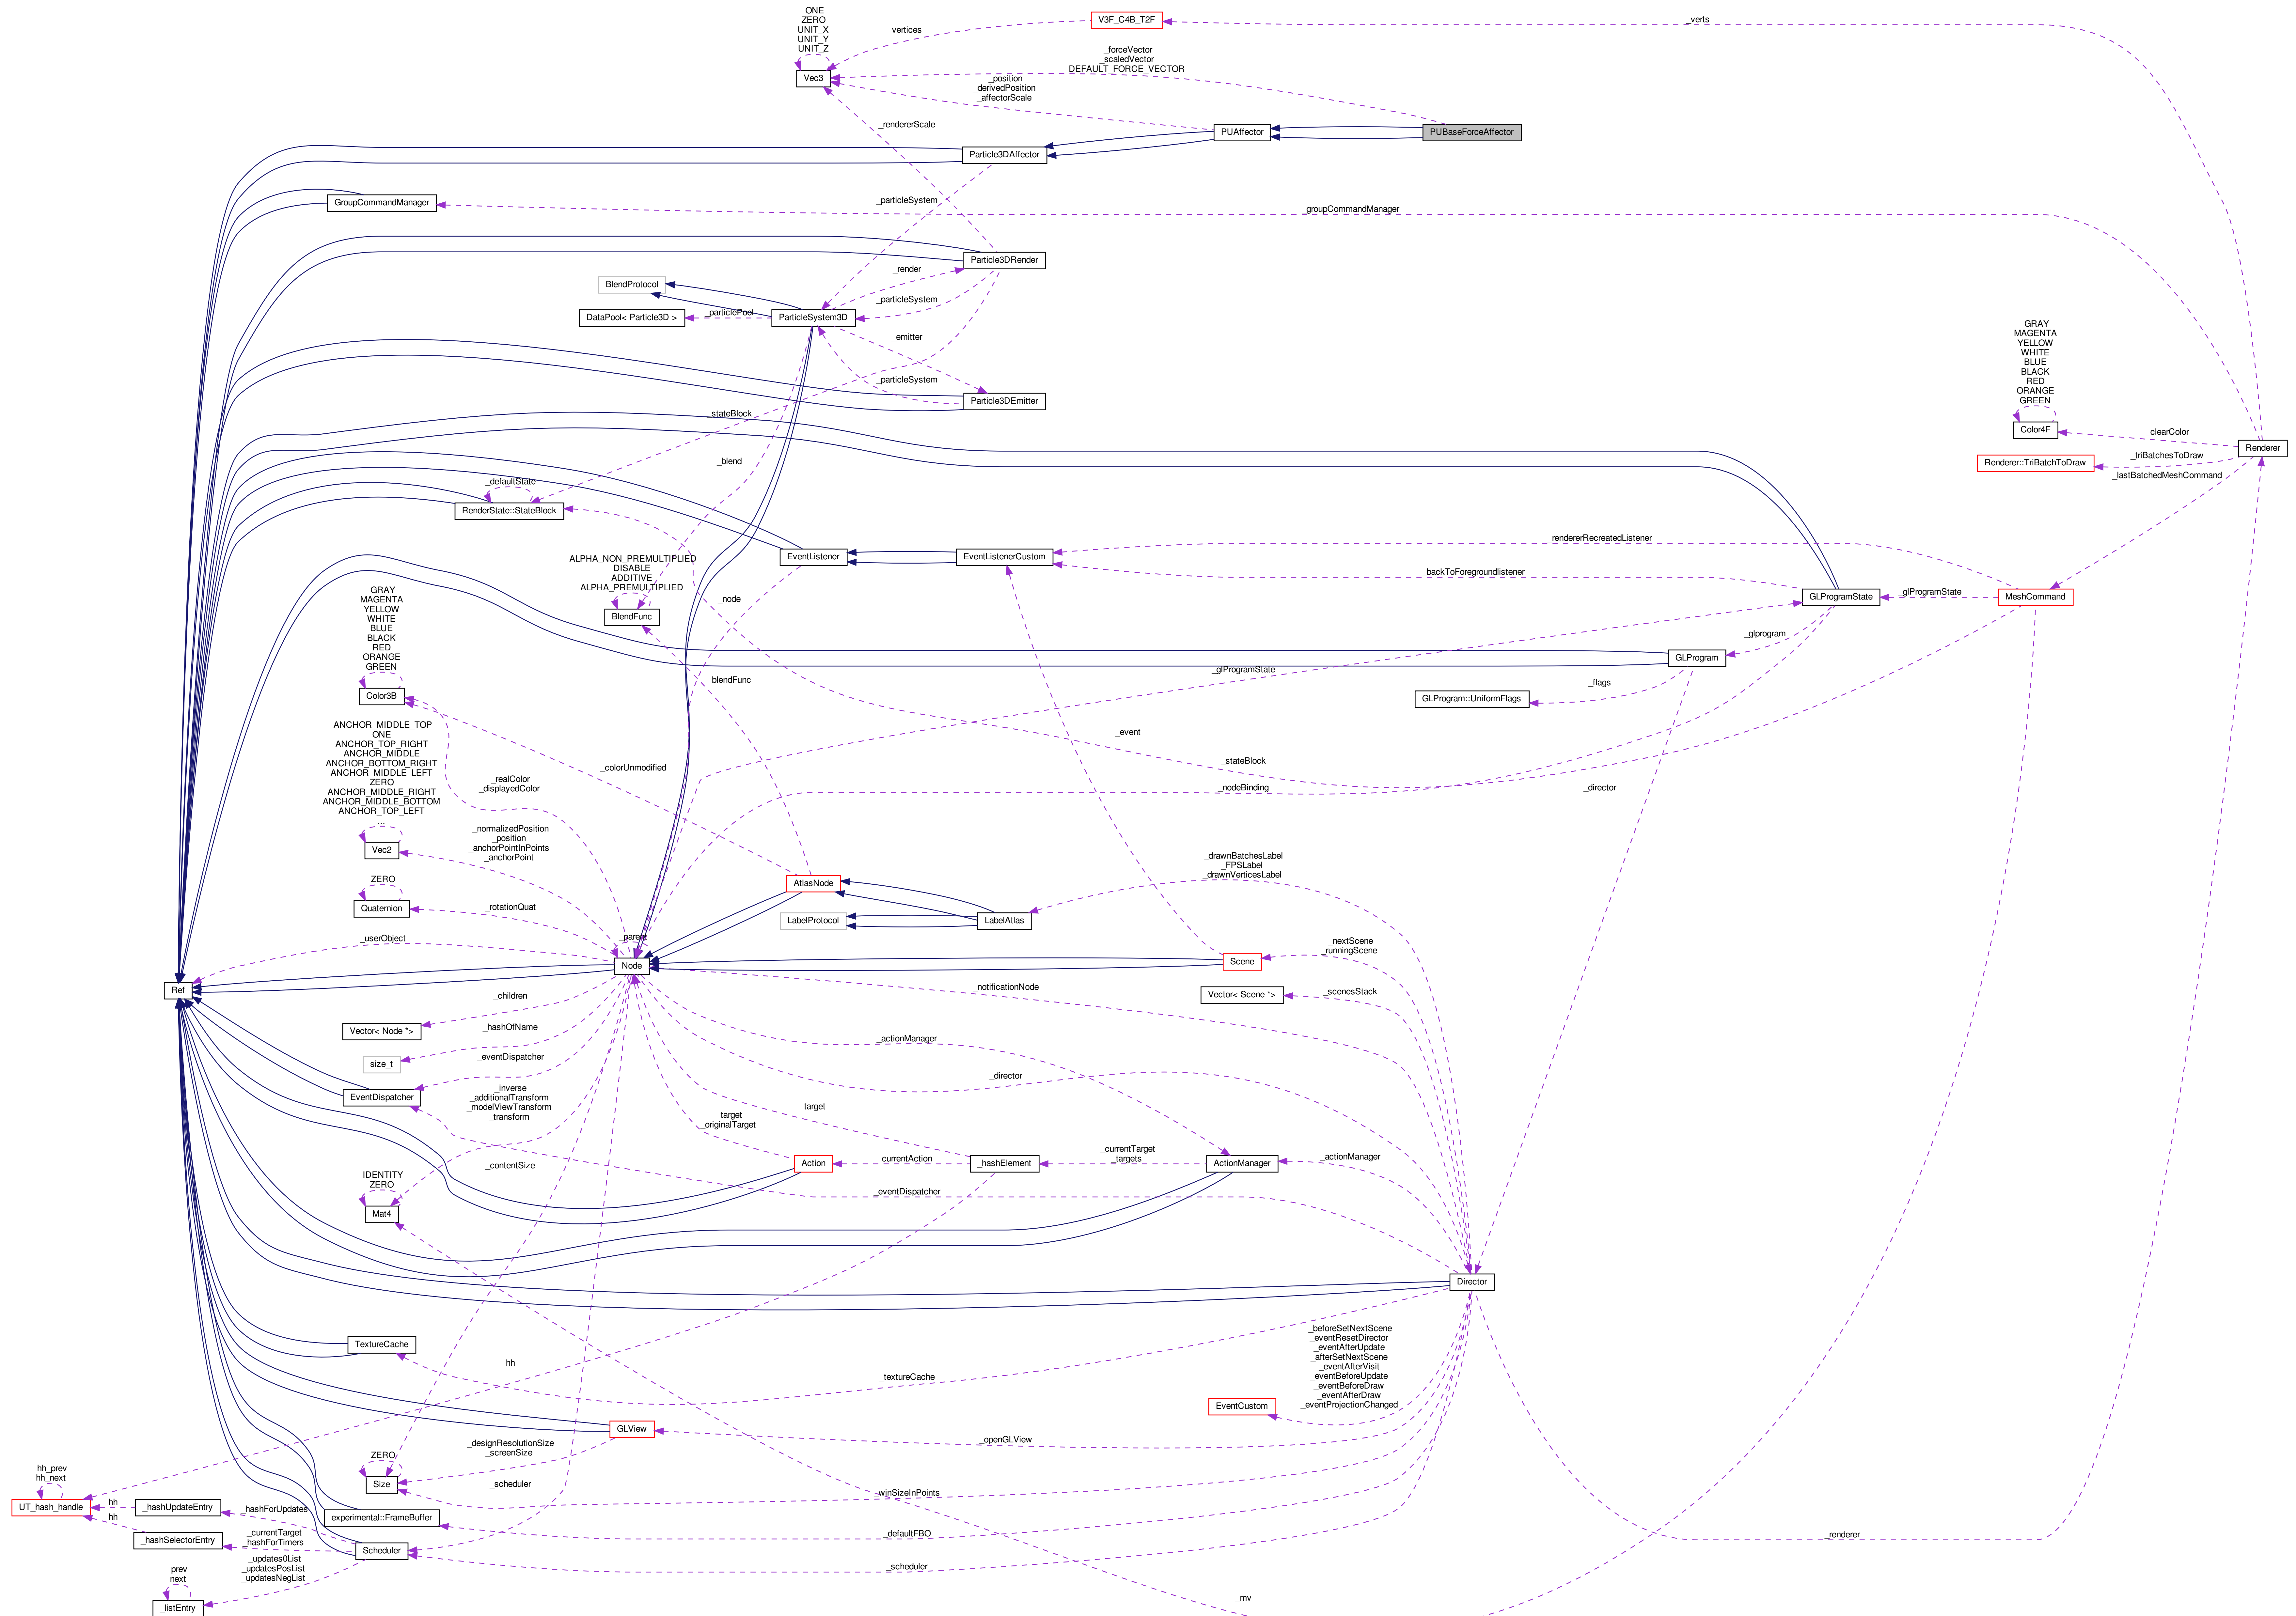 ONE
ZERO
UNIT_X
UNIT_Y
UNIT_Z
Vec3
vertices
V3F_C4B_T2F
_verts
_forceVector
_scaledVector
DEFAULT_FORCE_VECTOR
_position
_derivedPosition
_affectorScale
_rendererScale
PUAffector
PUBaseForceAffector
Particle3DAffector
GroupCommandManager
_particleSystem
_groupCommandManager
Particle3DRender
_render
BlendProtocol
_particleSystem
DataPool< Particle3D >
_particlePool
ParticleSystem3D
_emitter
_particleSystem
Particle3DEmitter
_stateBlock
GRAY
MAGENTA
YELLOW
WHITE
BLUE
BLACK
RED
ORANGE
GREEN
Color4F
_clearColor
Renderer
_triBatchesToDraw
Renderer::TriBatchToDraw
_lastBatchedMeshCommand
_blend
_defaultState
RenderState::StateBlock
EventListener
EventListenerCustom
_rendererRecreatedListener
_backToForegroundlistener
ALPHA_NON_PREMULTIPLIED
DISABLE
ADDITIVE
ALPHA_PREMULTIPLIED
BlendFunc
_node
GLProgramState
_glProgramState
MeshCommand
GRAY
MAGENTA
YELLOW
WHITE
BLUE
BLACK
RED
ORANGE
GREEN
Color3B
_glprogram
GLProgram
_glProgramState
_flags
GLProgram::UniformFlags
_blendFunc
ANCHOR_MIDDLE_TOP
ONE
ANCHOR_TOP_RIGHT
ANCHOR_MIDDLE
ANCHOR_BOTTOM_RIGHT
ANCHOR_MIDDLE_LEFT
ZERO
ANCHOR_MIDDLE_RIGHT
ANCHOR_MIDDLE_BOTTOM
ANCHOR_TOP_LEFT
...
Vec2
_event
_colorUnmodified
_stateBlock
_realColor
_displayedColor
_nodeBinding
_director
_normalizedPosition
_position
_anchorPointInPoints
_anchorPoint
_drawnBatchesLabel
_FPSLabel
_drawnVerticesLabel
ZERO
Quaternion
_rotationQuat
AtlasNode
LabelProtocol
LabelAtlas
_userObject
_parent
Node
_nextScene
_runningScene
Scene
Ref
_children
_notificationNode
Vector< Scene *>
_scenesStack
Vector< Node *>
_hashOfName
size_t
_eventDispatcher
_actionManager
EventDispatcher
_director
_inverse
_additionalTransform
_modelViewTransform
_transform
_target
_originalTarget
target
IDENTITY
ZERO
Mat4
_contentSize
Action
currentAction
_hashElement
_currentTarget
_targets
ActionManager
_actionManager
_eventDispatcher
Director
TextureCache
hh
_textureCache
_beforeSetNextScene
_eventResetDirector
_eventAfterUpdate
_afterSetNextScene
_eventAfterVisit
_eventBeforeUpdate
_eventBeforeDraw
_eventAfterDraw
_eventProjectionChanged
EventCustom
GLView
_openGLView
_designResolutionSize
_screenSize
ZERO
Size
_scheduler
_winSizeInPoints
hh_prev
hh_next
UT_hash_handle
hh
_hashUpdateEntry
_hashForUpdates
experimental::FrameBuffer
_defaultFBO
_renderer
hh
_hashSelectorEntry
_currentTarget
_hashForTimers
Scheduler
_scheduler
_updates0List
_updatesPosList
_updatesNegList
prev
next
_listEntry
_mv